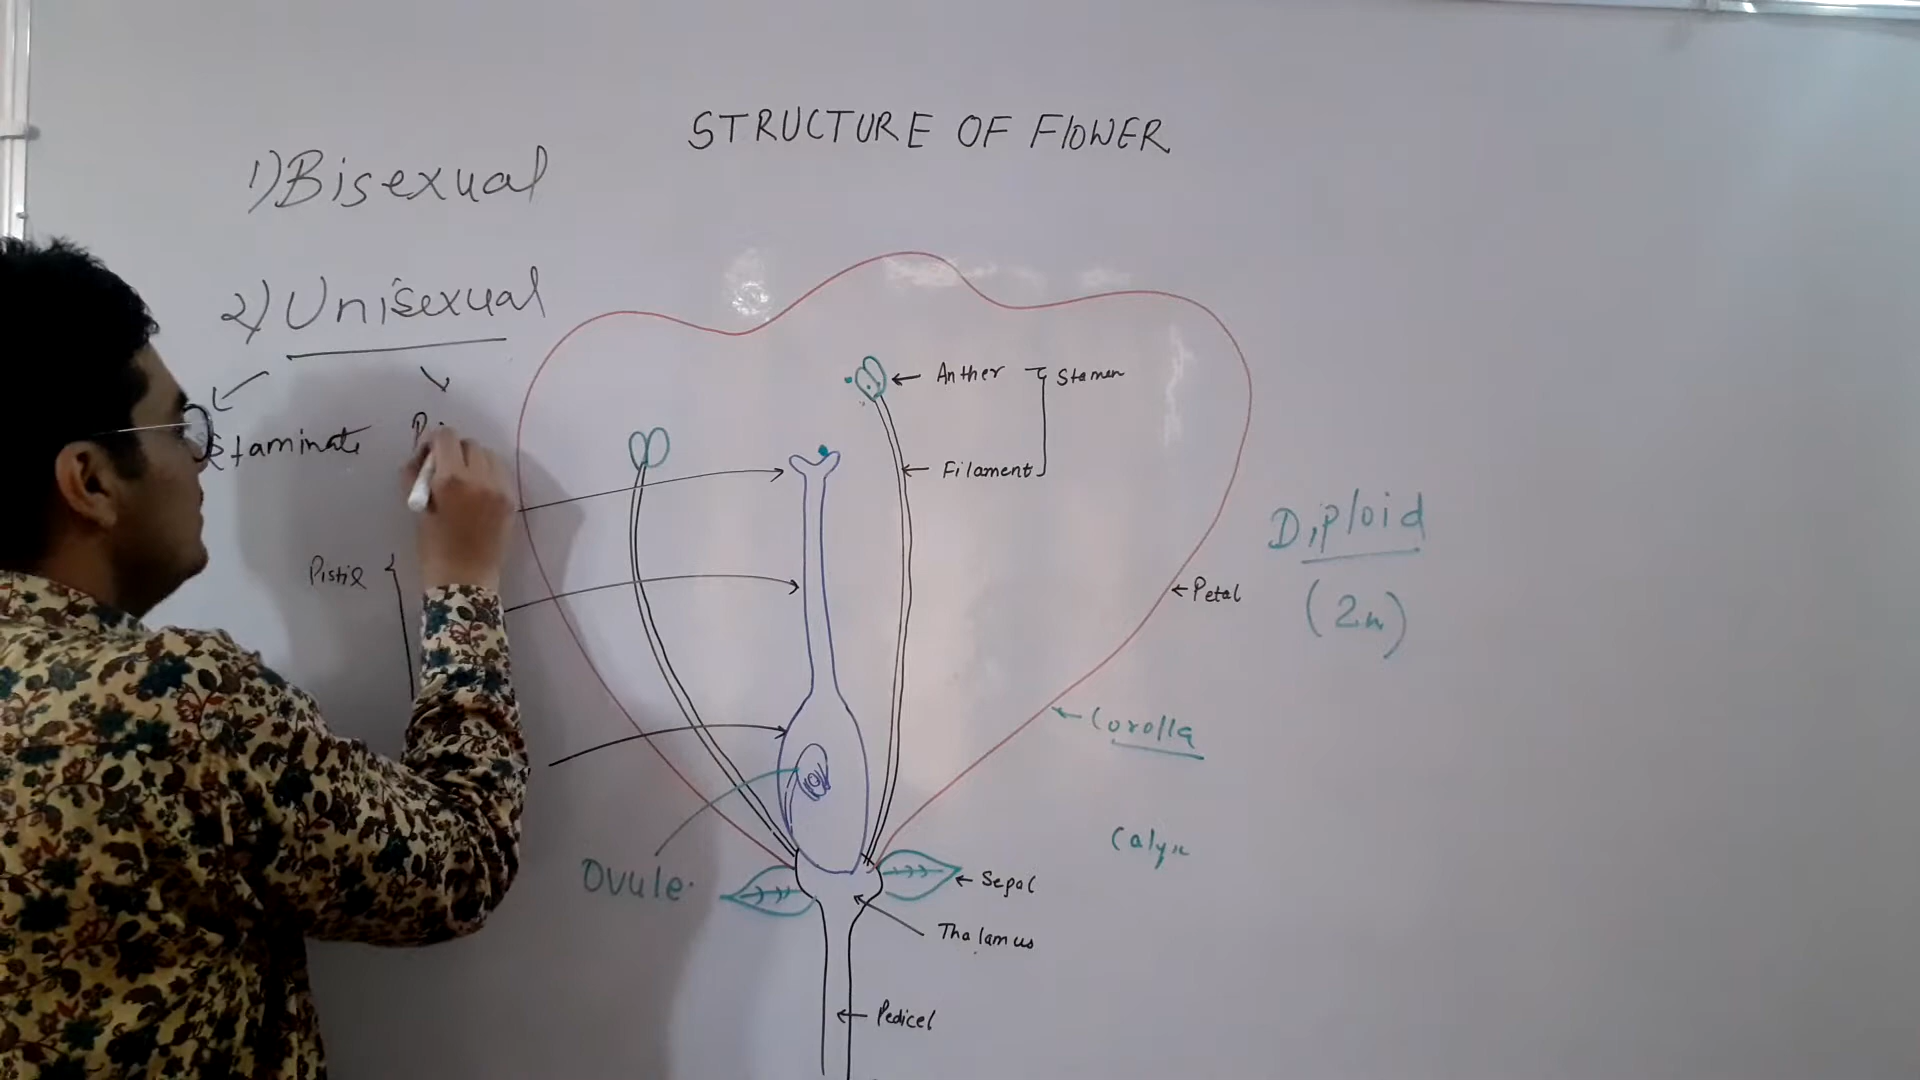 STRUCTURE OF FlOWER
1) Bisexual
2) Unisexual
Staminate
Pistil
Anther
Stamen
Filament
Petal
Diploid
(2n)
Corolla
Calyx
Ovule
Sepal
Thalamus
Pedicel